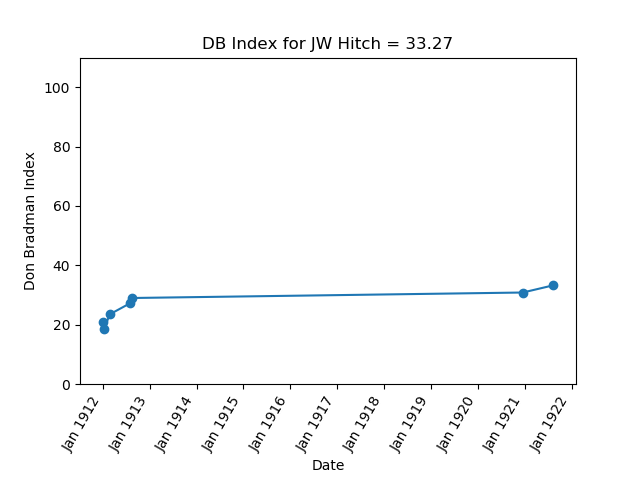 DB Index for JW Hitch = 33.27
100
80
60
40
20
0
Don Bradman Index
Jan 1912
Jan 1913
Jan 1914
Jan 1915
Jan 1916
Jan 1917
Jan 1918
Jan 1919
Jan 1920
Jan 1921
Jan 1922
Date